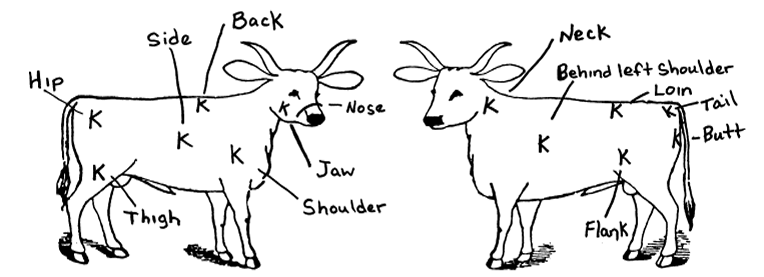 Back
Side
Hip
K
K
K
Nose
K
K
K
Jaw
Thigh
Shoulder
Neck
Behind left Shoulder
Loin
K
K
K
Tail
K
Butt
K
K
Flank